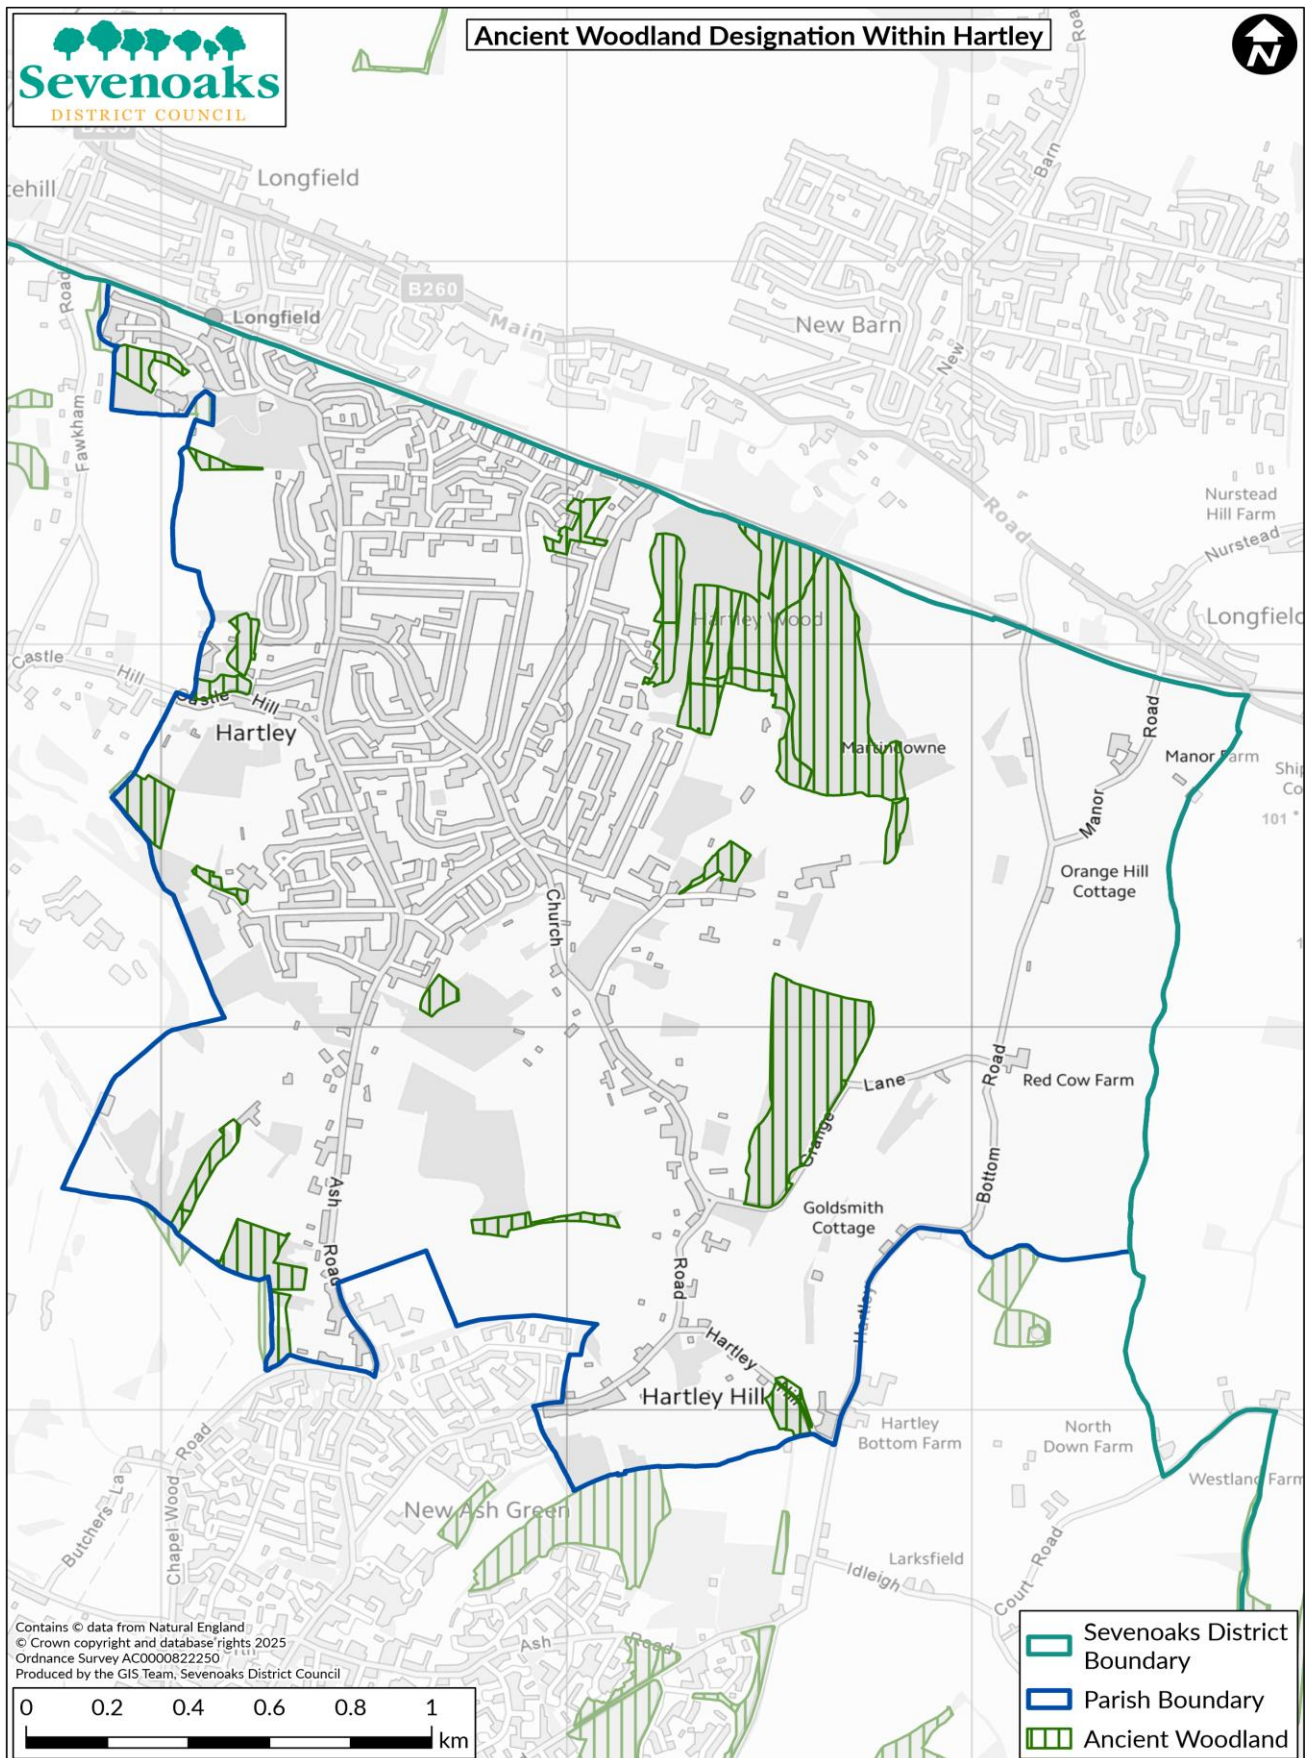 Ancient Woodland Designation Within Hartley
N
Sevenoaks
DISTRICT COUNCIL
Longfield
B260
Longfield
Main
New Barn
New
Barn
Road
Fawkham
Road
Nurstead
Hill Farm
Nurstead
Longfield
Castle
Hill
Castle
Hill
Hartley
Hartley Wood
Martindowne
Road
Manor
Manor Farm
101
Orange Hill
Cottage
Church
Road
Ash
Road
Lane
Grange
Road
Bottom
Red Cow Farm
Goldsmith
Cottage
Hartley
Hartley
Hill
Hartley Hill
Hartley
Bottom Farm
North
Down Farm
Westland Farm
New Ash Green
Road
Chapel Wood
Butchers La
Larksfield
Idleigh
Court
Road
Ash
Road
Contains © data from Natural England
© Crown copyright and database rights 2025
Ordnance Survey AC0000822250
Produced by the GIS Team, Sevenoaks District Council
0 0.2 0.4 0.6 0.8 1
km
Sevenoaks District
Boundary
Parish Boundary
Ancient Woodland